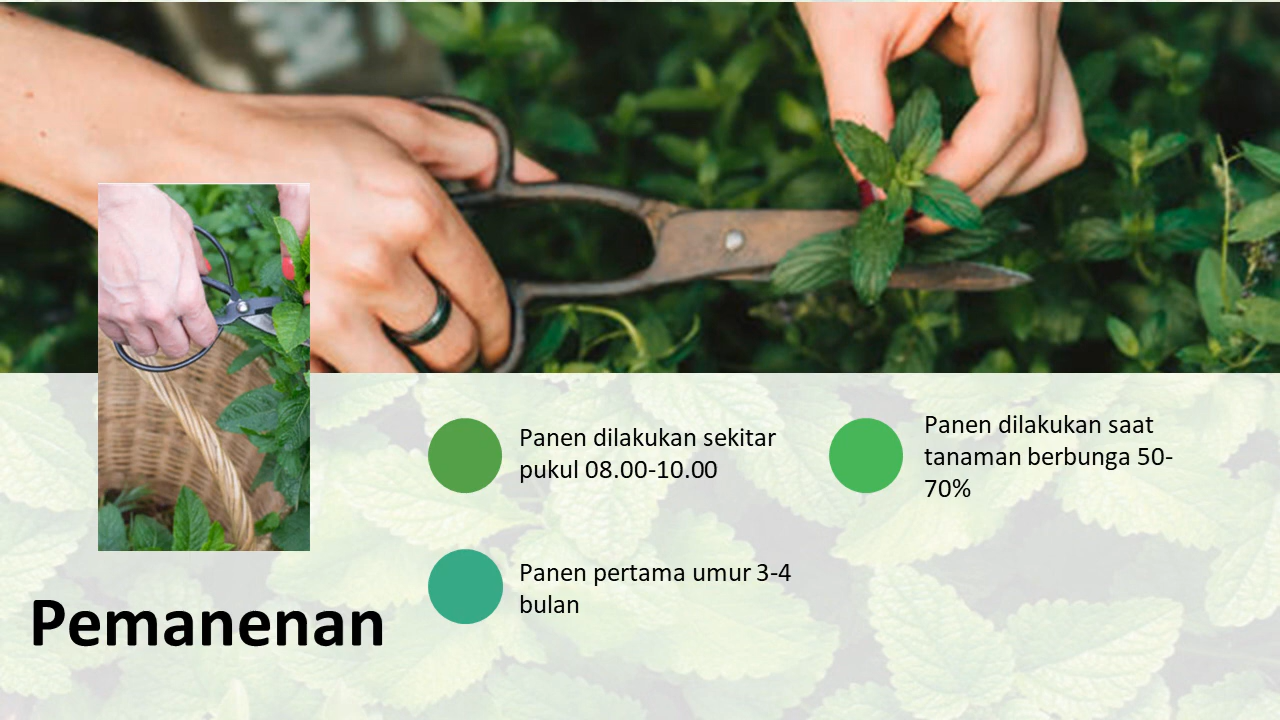 Panen dilakukan sekitar
pukul 08.00-10.00
Panen dilakukan saat
tanaman berbunga 50-
70%
Panen pertama umur 3-4
bulan
Pemanenan